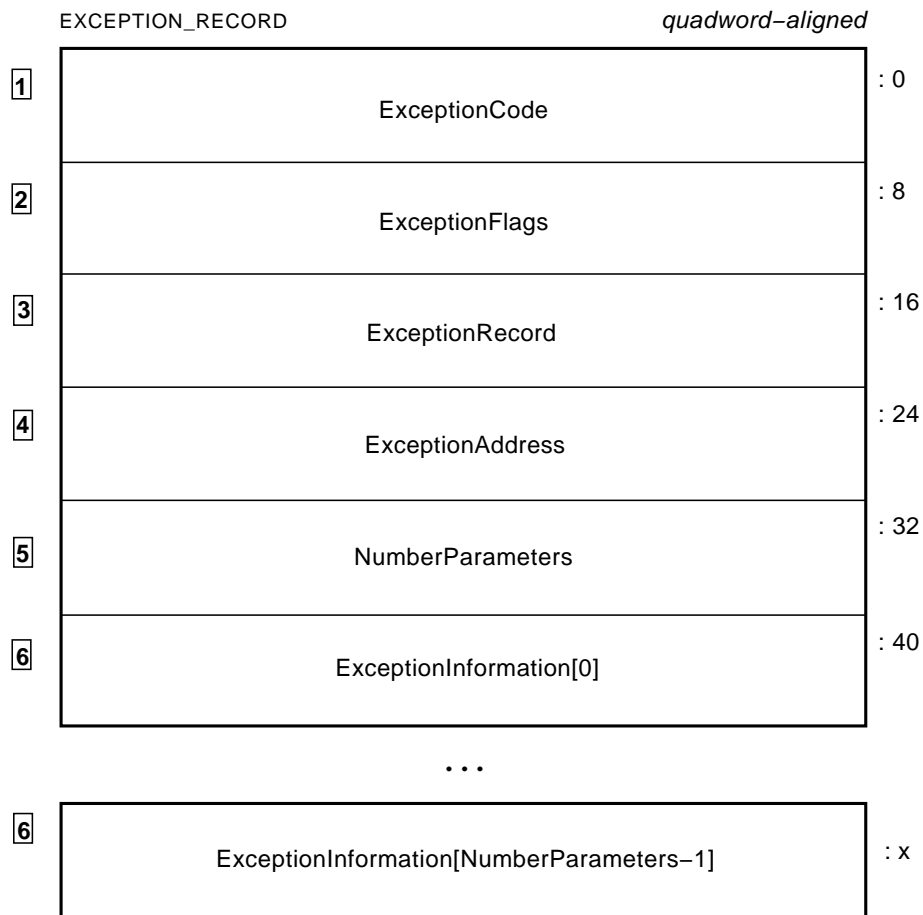 EXCEPTION_RECORD quadword–aligned
1 ExceptionCode : 0
2 ExceptionFlags : 8
3 ExceptionRecord : 16
4 ExceptionAddress : 24
5 NumberParameters : 32
6 ExceptionInformation[0] : 40
. . .
6 ExceptionInformation[NumberParameters–1] : x